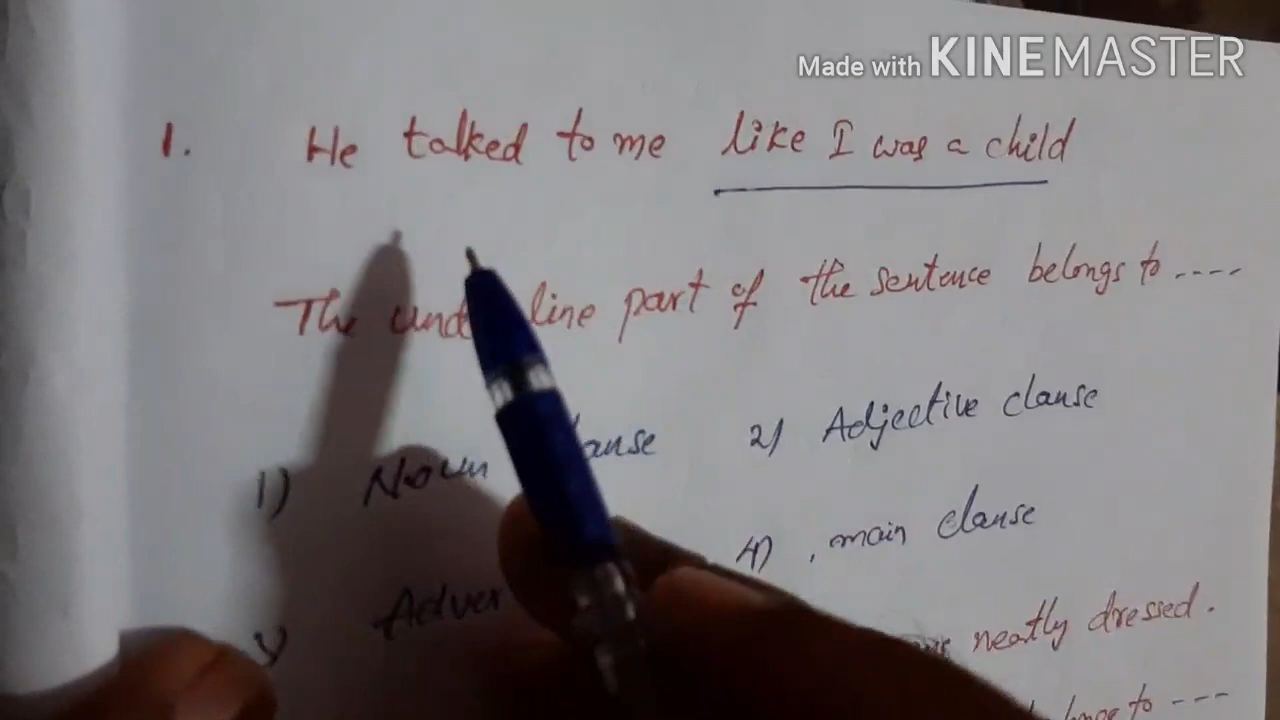 Made with KINEMASTER
1. He talked to me like I was a child
The line part of the sentence belongs to ----
1) Noun 2) Adjective clause
4) , main clause
neatly dressed.
to ---